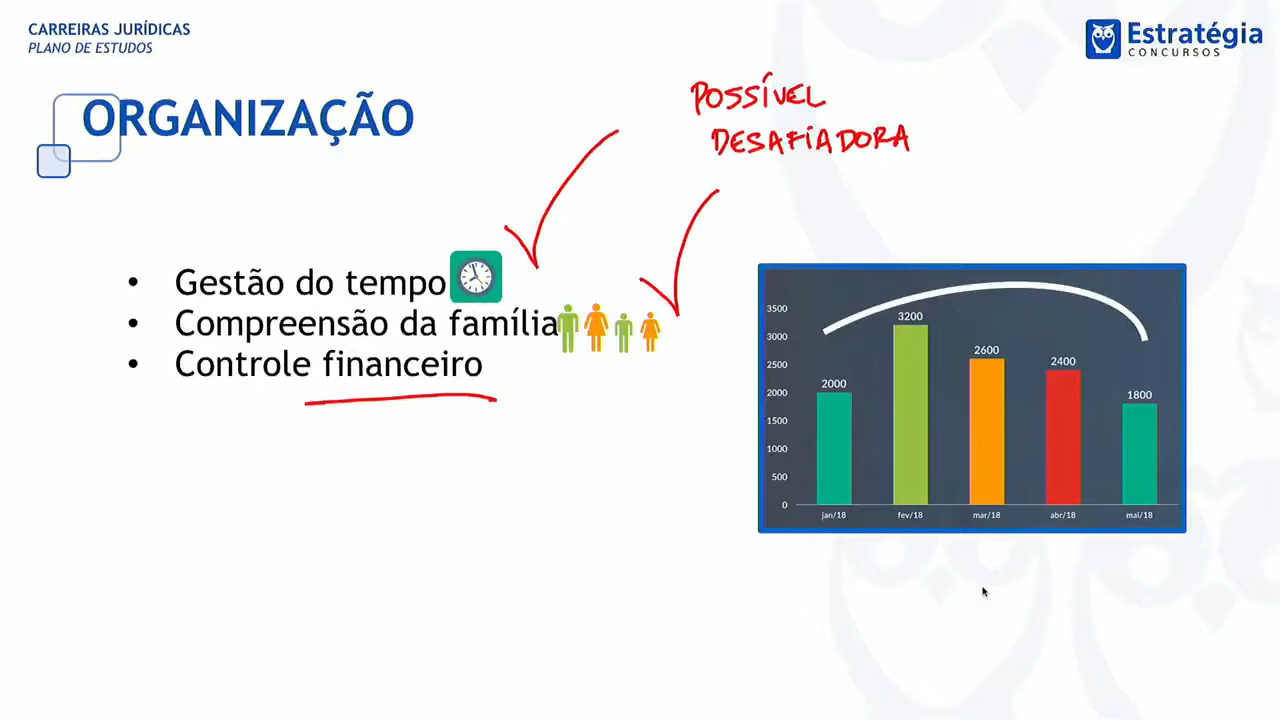 CARREIRAS JURÍDICAS
PLANO DE ESTUDOS
Estratégia
CONCURSOS
ORGANIZAÇÃO
POSSÍVEL
DESAFIADORA
• Gestão do tempo
• Compreensão da família
• Controle financeiro
3500
3000
2500
2000
1500
1000
500
0
2000
3200
2600
2400
1800
jan/18
fev/18
mar/18
abr/18
mai/18